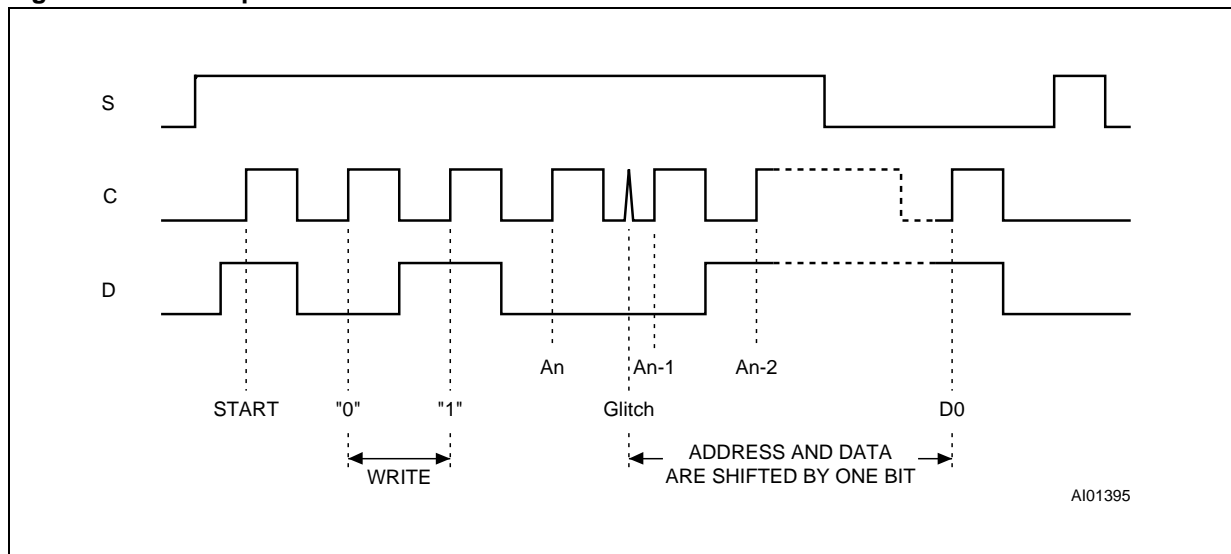 S
C
D
An
An-1
An-2
START
"0"
"1"
Glitch
D0
WRITE
ADDRESS AND DATA
ARE SHIFTED BY ONE BIT
AI01395